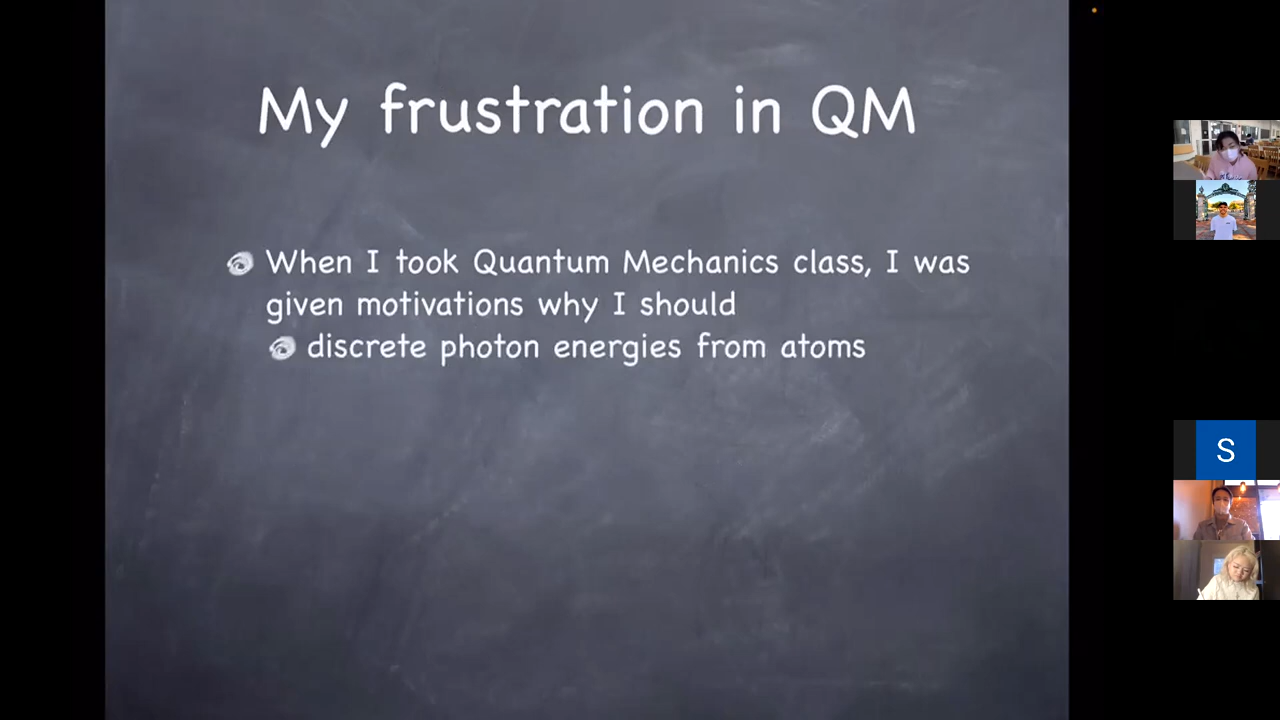 My frustration in QM
When I took Quantum Mechanics class, I was
given motivations why I should
discrete photon energies from atoms
S